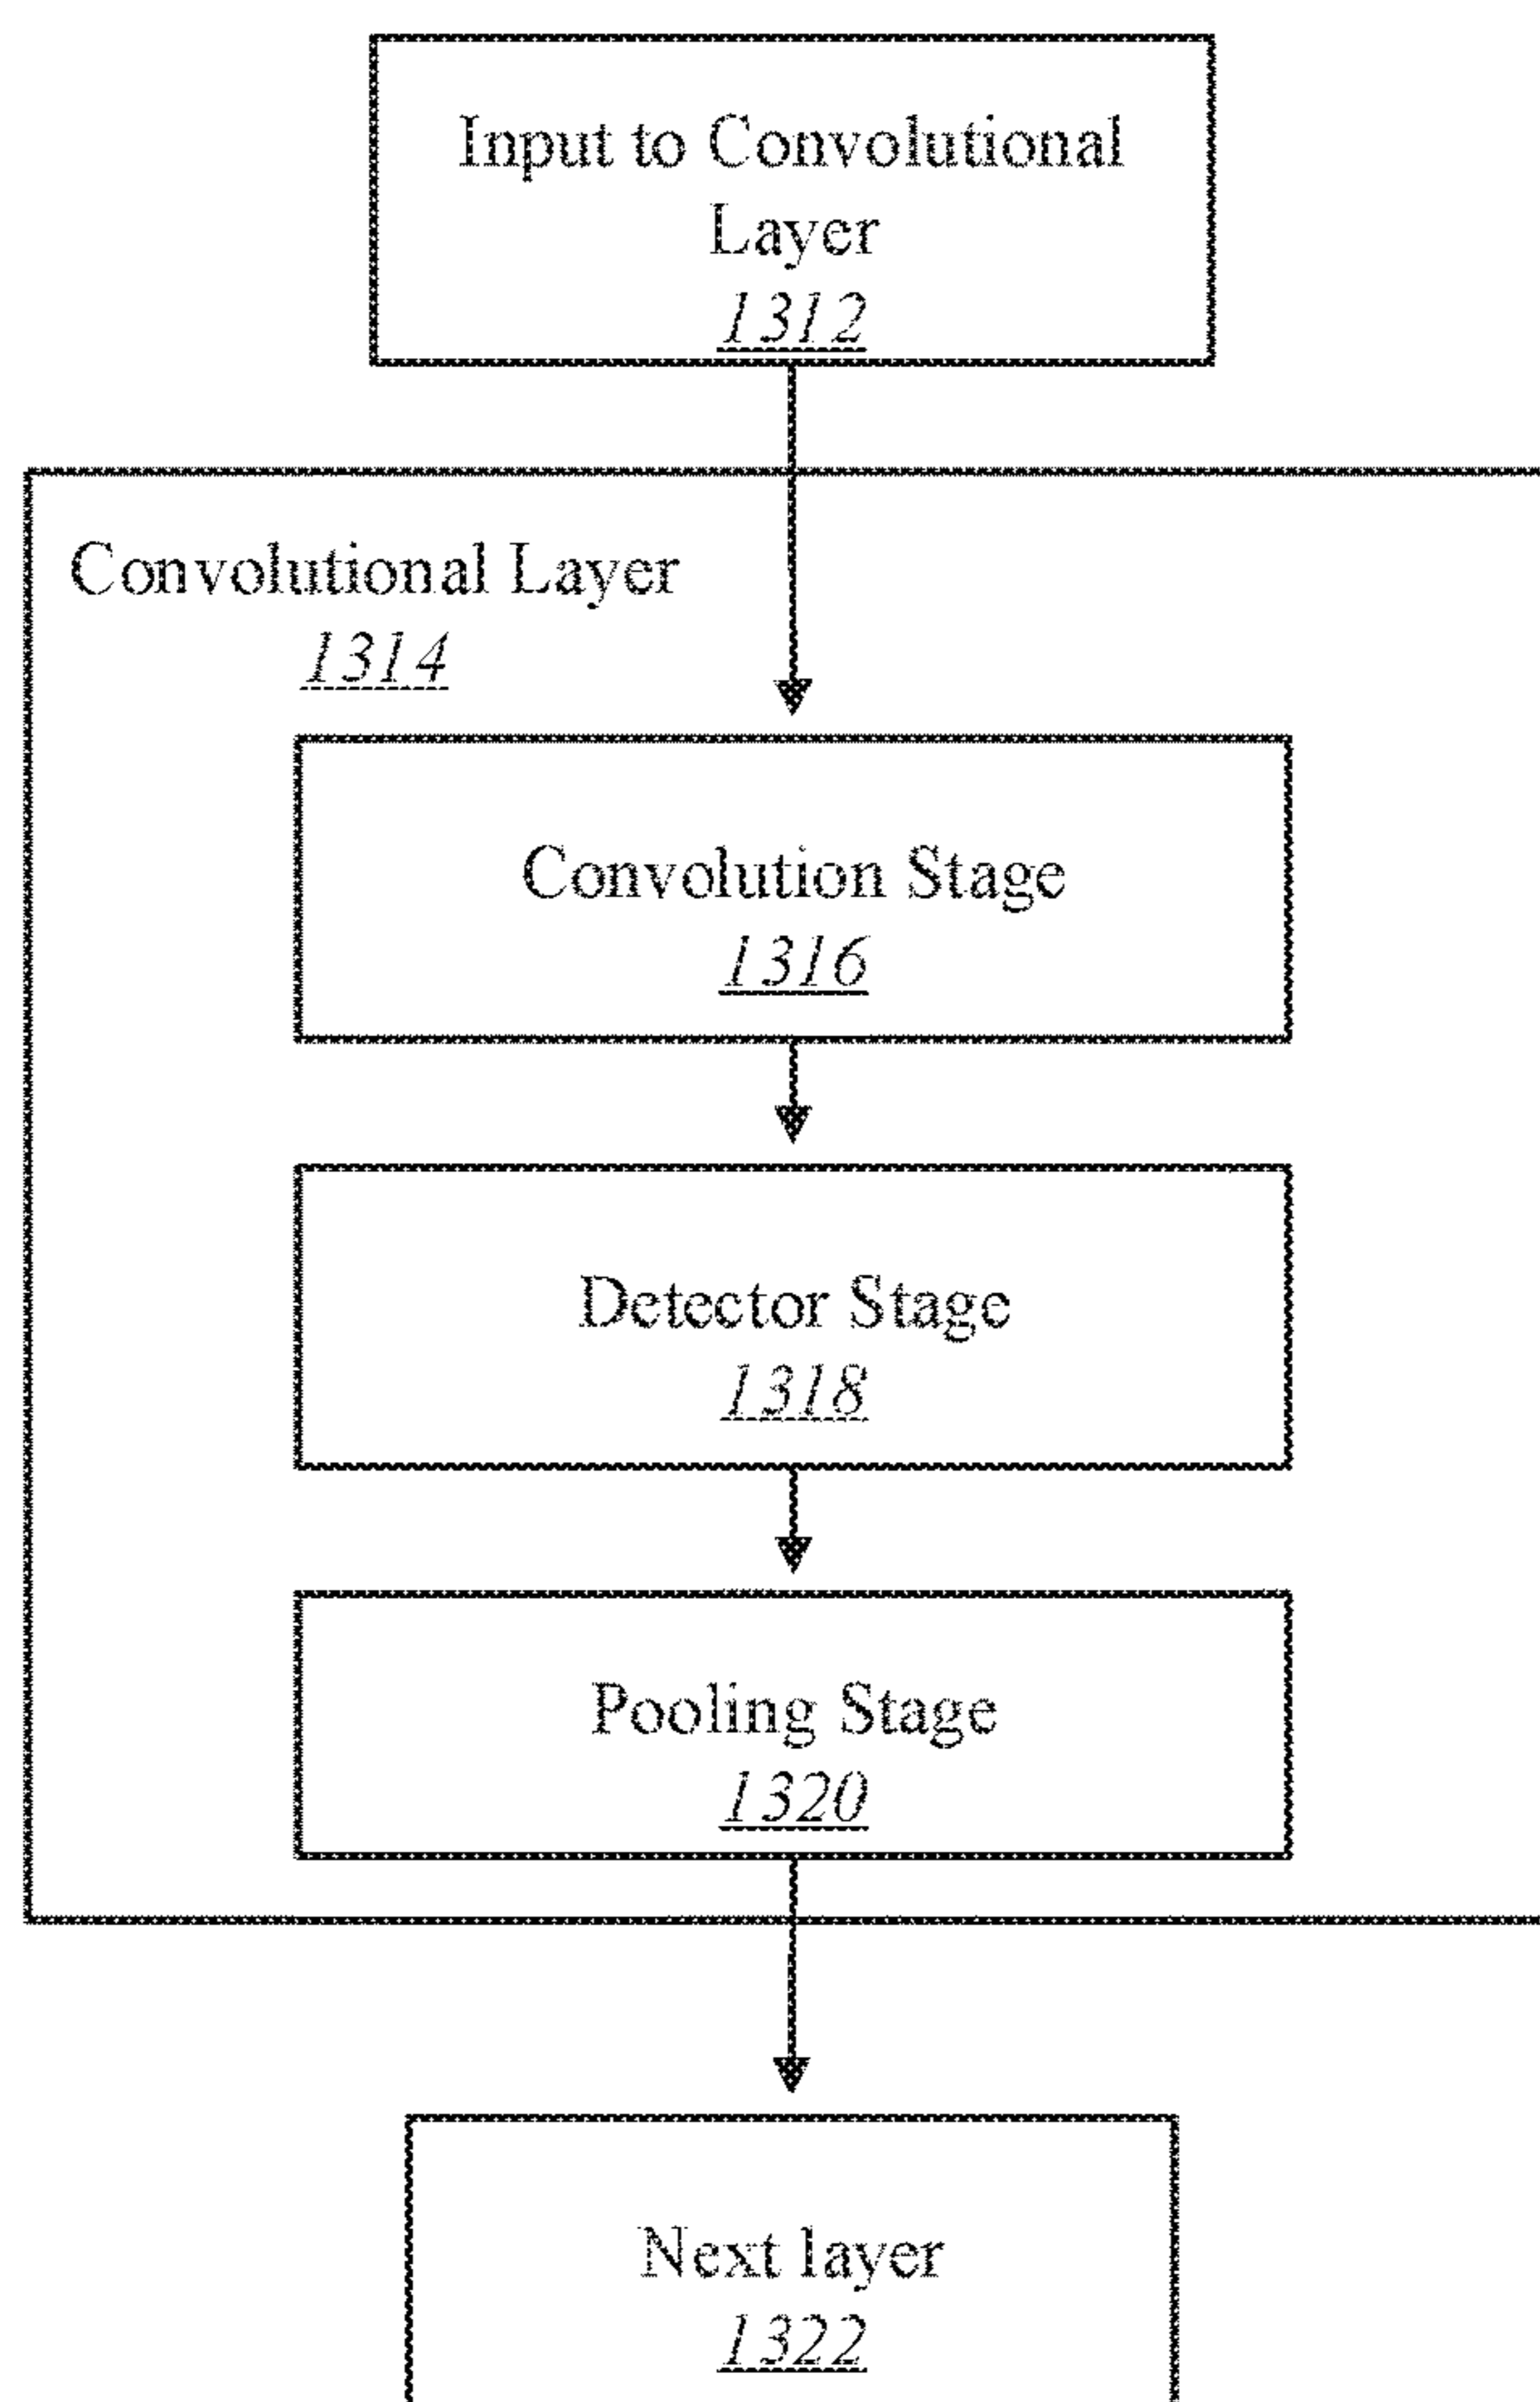 Input to Convolutional
Layer
1312
Convolutional Layer
1314
Convolution Stage
1316
Detector Stage
1318
Pooling Stage
1320
Next layer
1322